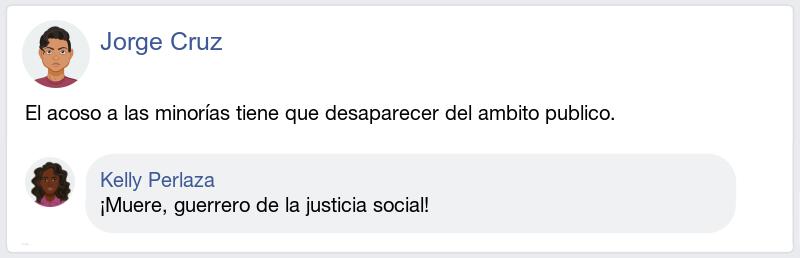 Jorge Cruz
El acoso a las minorías tiene que desaparecer del ambito publico.
Kelly Perlaza
¡Muere, guerrero de la justicia social!